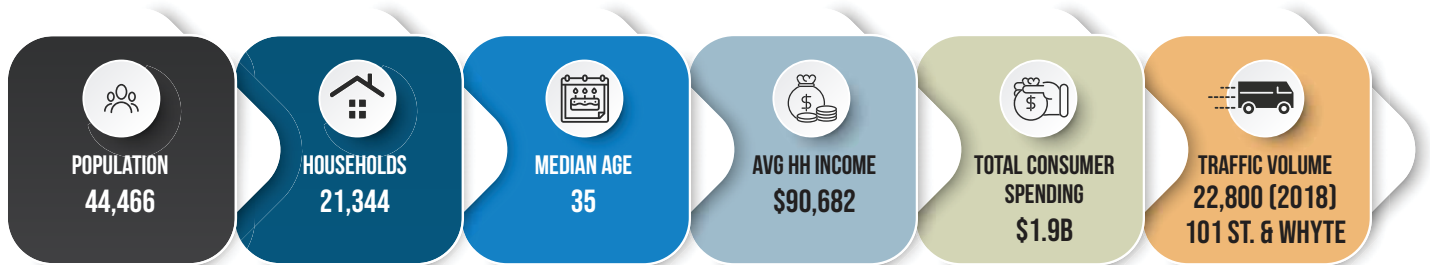 POPULATION
44,466
HOUSEHOLDS
21,344
MEDIAN AGE
35
AVG HH INCOME
$90,682
TOTAL CONSUMER
SPENDING
$1.9B
TRAFFIC VOLUME
22,800 (2018)
101 ST. & WHYTE